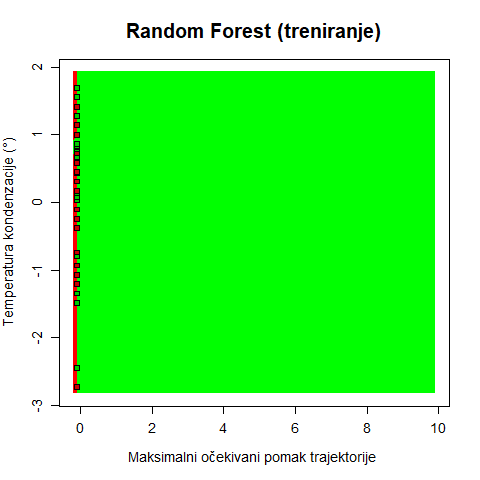 Random Forest (treniranje)
Temperatura kondenzacije (°)
2
1
0
-1
-2
-3
0 2 4 6 8 10
Maksimalni očekivani pomak trajektorije